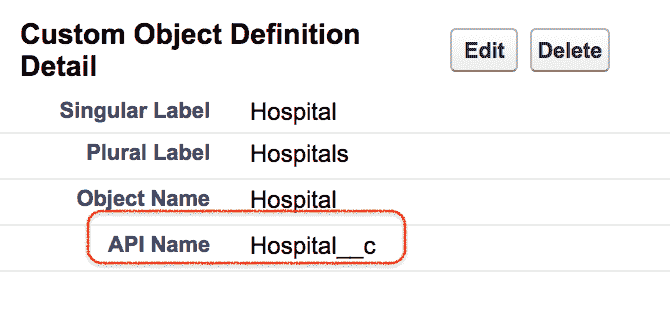 Custom Object Definition
Detail
Edit
Delete
Singular Label Hospital
Plural Label Hospitals
Object Name Hospital
API Name Hospital__c